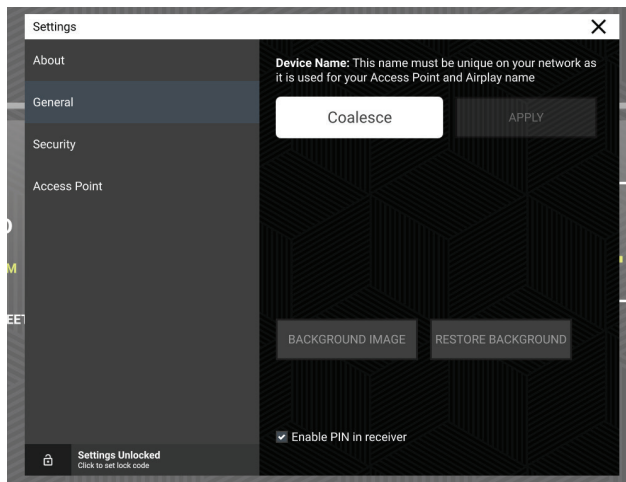 Settings
About
General
Security
Access Point
Device Name: This name must be unique on your network as
it is used for your Access Point and Airplay name
Coalesce
APPLY
BACKGROUND IMAGE
RESTORE BACKGROUND
Enable PIN in receiver
Settings Unlocked
Click to set lock code
M
EET